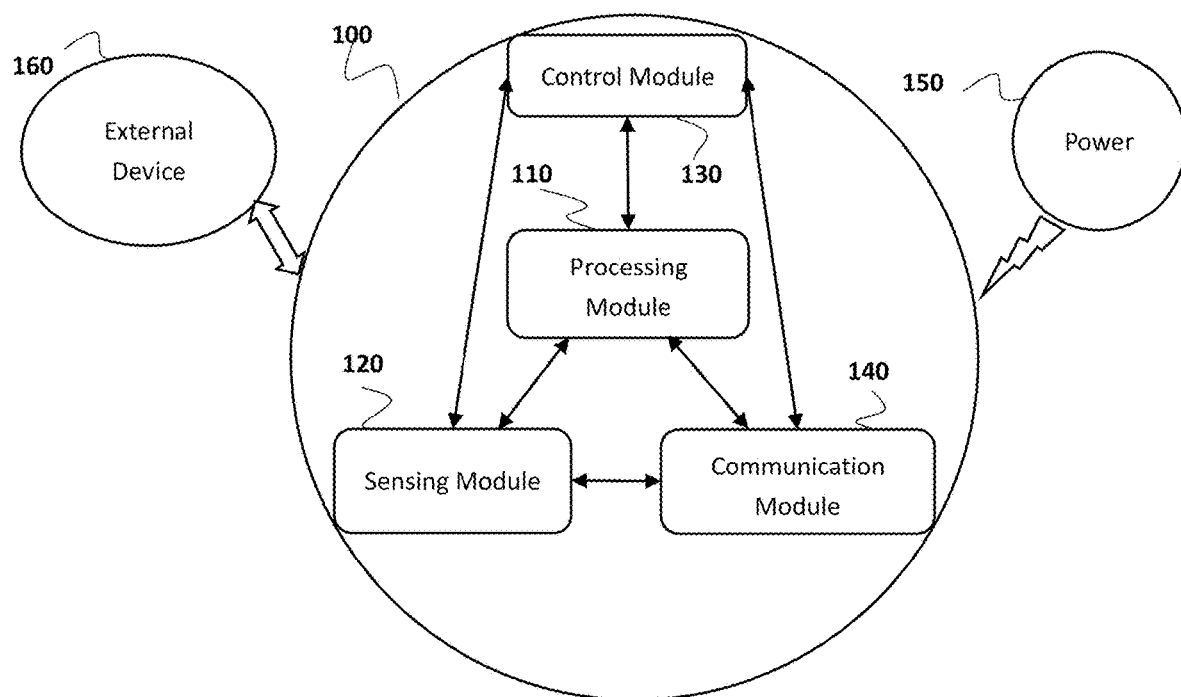 160
External
Device
100
Control Module
130
150
Power
110
Processing
Module
120
Sensing Module
140
Communication
Module